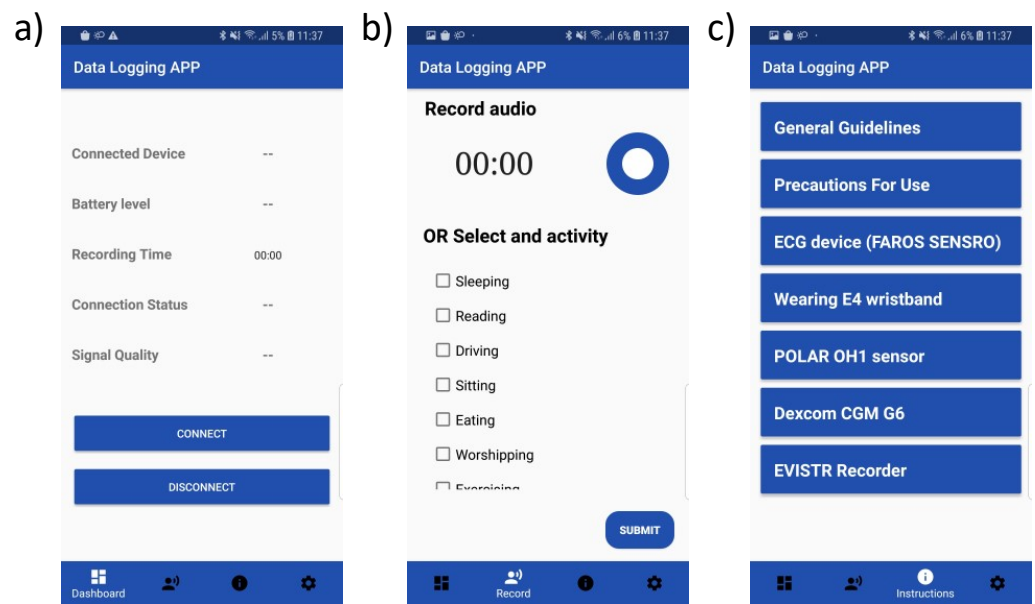 a)
5% 11:37
Data Logging APP
Connected Device --
Battery level --
Recording Time 00:00
Connection Status --
Signal Quality --
CONNECT
DISCONNECT
Dashboard
b)
6% 11:37
Data Logging APP
Record audio
00:00
OR Select and activity
Sleeping
Reading
Driving
Sitting
Eating
Worshipping
Exercising
SUBMIT
Record
c)
6% 11:37
Data Logging APP
General Guidelines
Precautions For Use
ECG device (FAROS SENSRO)
Wearing E4 wristband
POLAR OH1 sensor
Dexcom CGM G6
EVISTR Recorder
Instructions